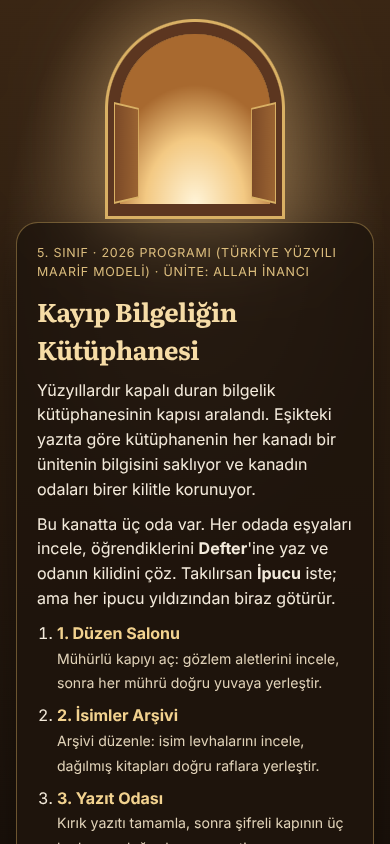 5. SINIF · 2026 PROGRAMI (TÜRKİYE YÜZYILI
MAARİF MODELİ) · ÜNİTE: ALLAH İNANCI
Kayıp Bilgeliğin
Kütüphanesi
Yüzyıllardır kapalı duran bilgelik
kütüphanesinin kapısı aralandı. Eşikteki
yazıta göre kütüphanenin her kanadı bir
ünitenin bilgisini saklıyor ve kanadın
odaları birer kilitle korunuyor.
Bu kanatta üç oda var. Her odada eşyaları
incele, öğrendiklerini Defter'ine yaz ve
odanın kilidini çöz. Takılırsan İpucu iste;
ama her ipucu yıldızından biraz götürür.
1. 1. Düzen Salonu
Mühürlü kapıyı aç: gözlem aletlerini incele,
sonra her mührü doğru yuvaya yerleştir.
2. 2. İsimler Arşivi
Arşivi düzenle: isim levhalarını incele,
dağılmış kitapları doğru raflara yerleştir.
3. 3. Yazıt Odası
Kırık yazıtı tamamla, sonra şifreli kapının üç